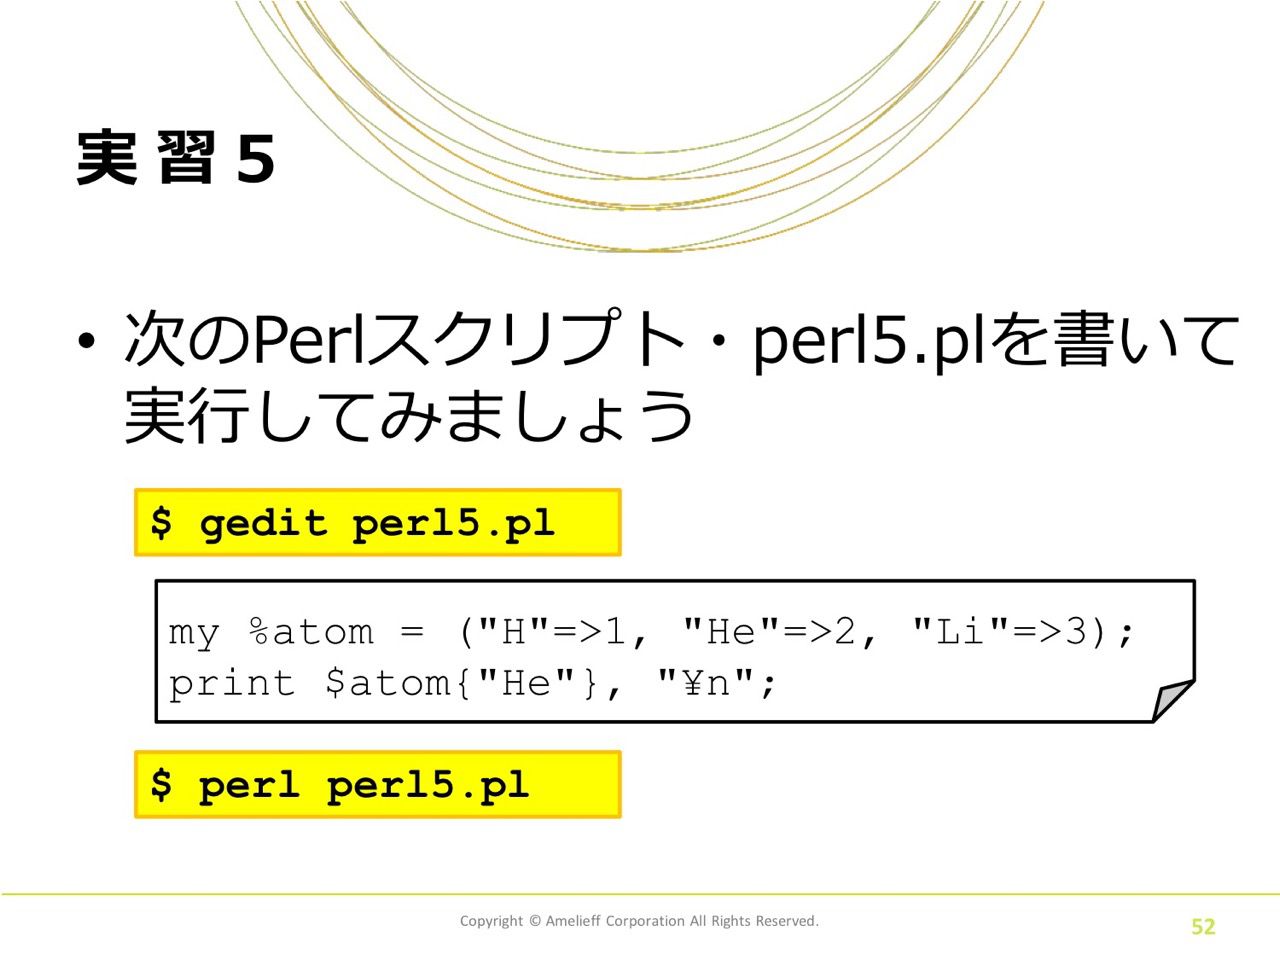 実習５
• 次のPerlスクリプト・perl5.plを書いて
実行してみましょう
$ gedit perl5.pl
my %atom = ("H"=>1, "He"=>2, "Li"=>3);
print $atom{"He"}, "¥n";
$ perl perl5.pl
Copyright © Amelieff Corporation All Rights Reserved.
52